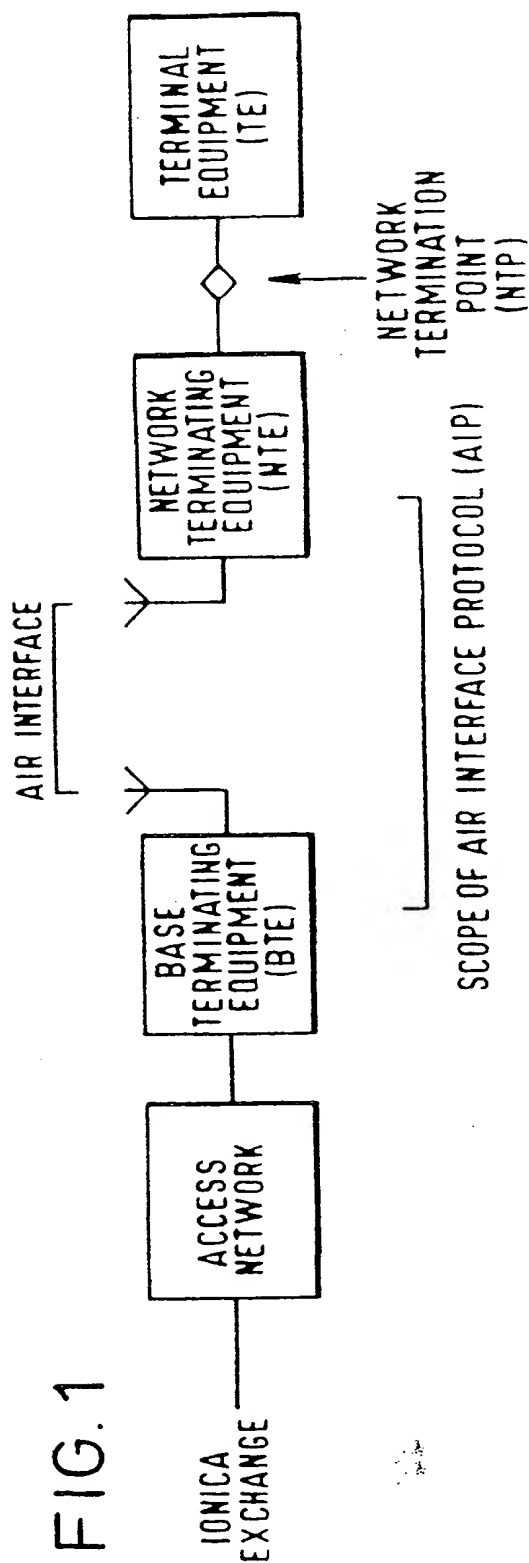 FIG. 1
IONICA
EXCHANGE
ACCESS
NETWORK
BASE
TERMINATING
EQUIPMENT
(BTE)
AIR INTERFACE
NETWORK
TERMINATING
EQUIPMENT
(NTE)
TERMINAL
EQUIPMENT
(TE)
NETWORK
TERMINATION
POINT
(NTP)
SCOPE OF AIR INTERFACE PROTOCOL (AIP)